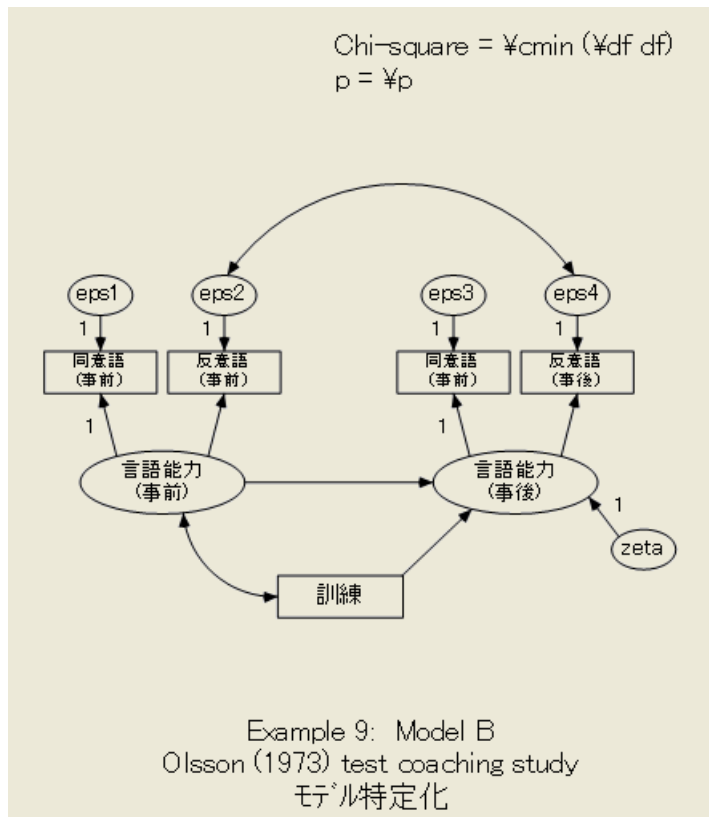 Chi-square = ¥cmin (¥df df)
p = ¥p
eps1 eps2 eps3 eps4
1 1 1 1
同意語 反意語 同意語 反意語
(事前) (事前) (事前) (事後)
1 1
言語能力 言語能力
(事前) (事後)
1
zeta
訓練
Example 9: Model B
Olsson (1973) test coaching study
モデル特定化